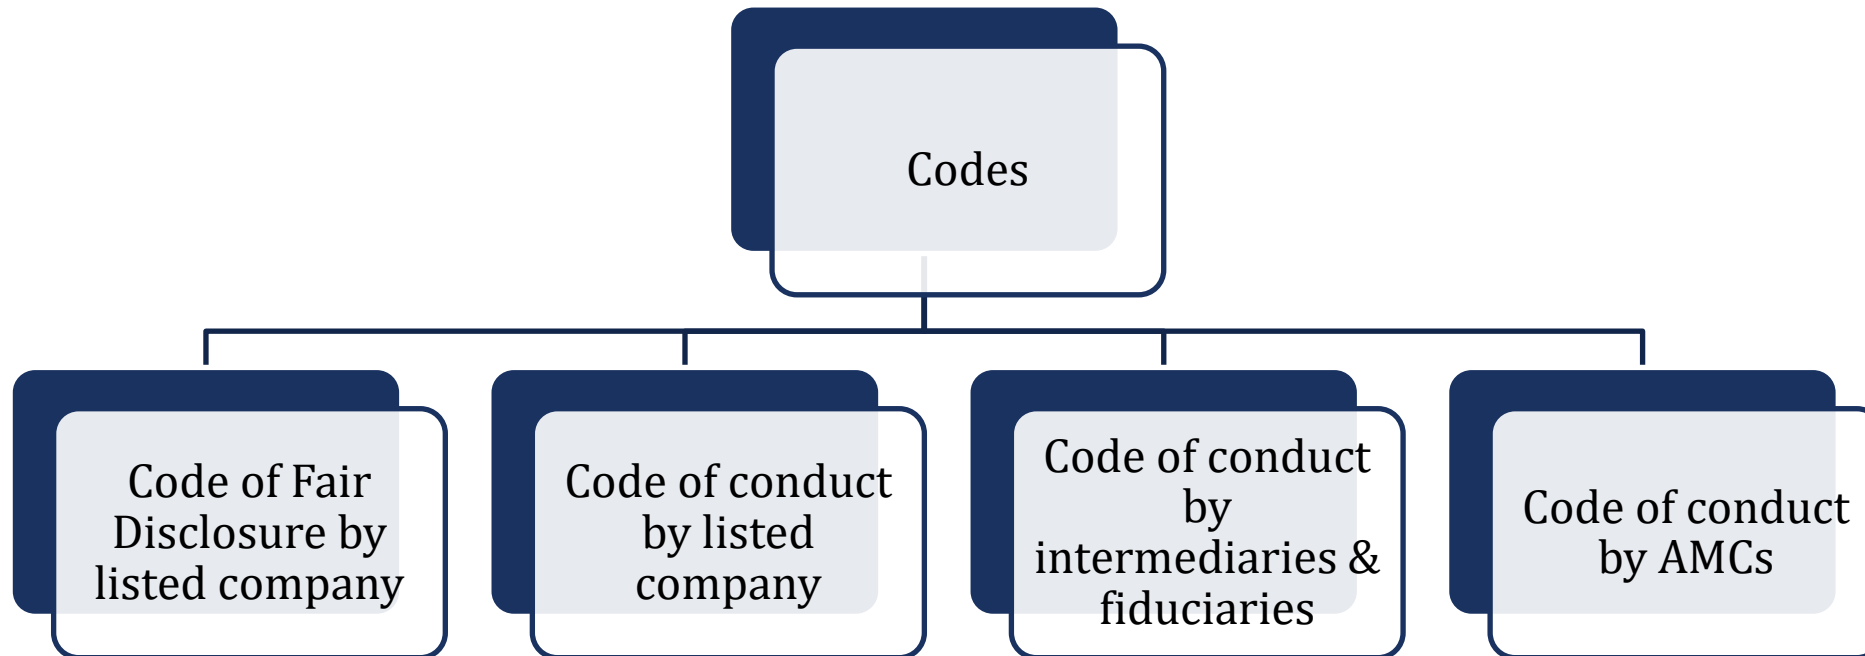 Codes
Code of Fair
Disclosure by
listed company
Code of conduct
by listed
company
Code of conduct
by
intermediaries &
fiduciaries
Code of conduct
by AMCs